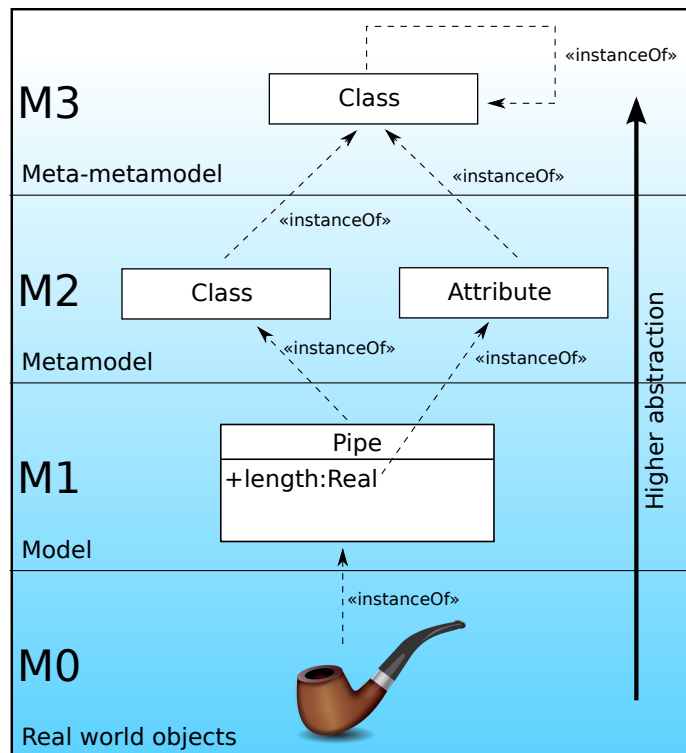 «instanceOf»
M3
Class
Meta-metamodel
«instanceOf»
«instanceOf»
M2
Class
Attribute
Metamodel
«instanceOf»
«instanceOf»
Higher abstraction
Pipe
M1
+length:Real
Model
«instanceOf»
M0
Real world objects